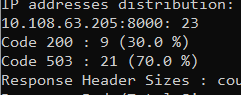 IP addresses distribution:
10.108.63.205:8000: 23
Code 200 : 9 (30.0 %)
Code 503 : 21 (70.0 %)
Response Header Sizes : cou